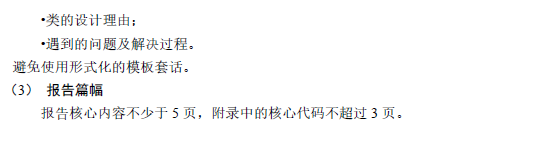 •类的设计理由；
•遇到的问题及解决过程。
避免使用形式化的模板套话。
（3） 报告篇幅
报告核心内容不少于 5 页，附录中的核心代码不超过 3 页。